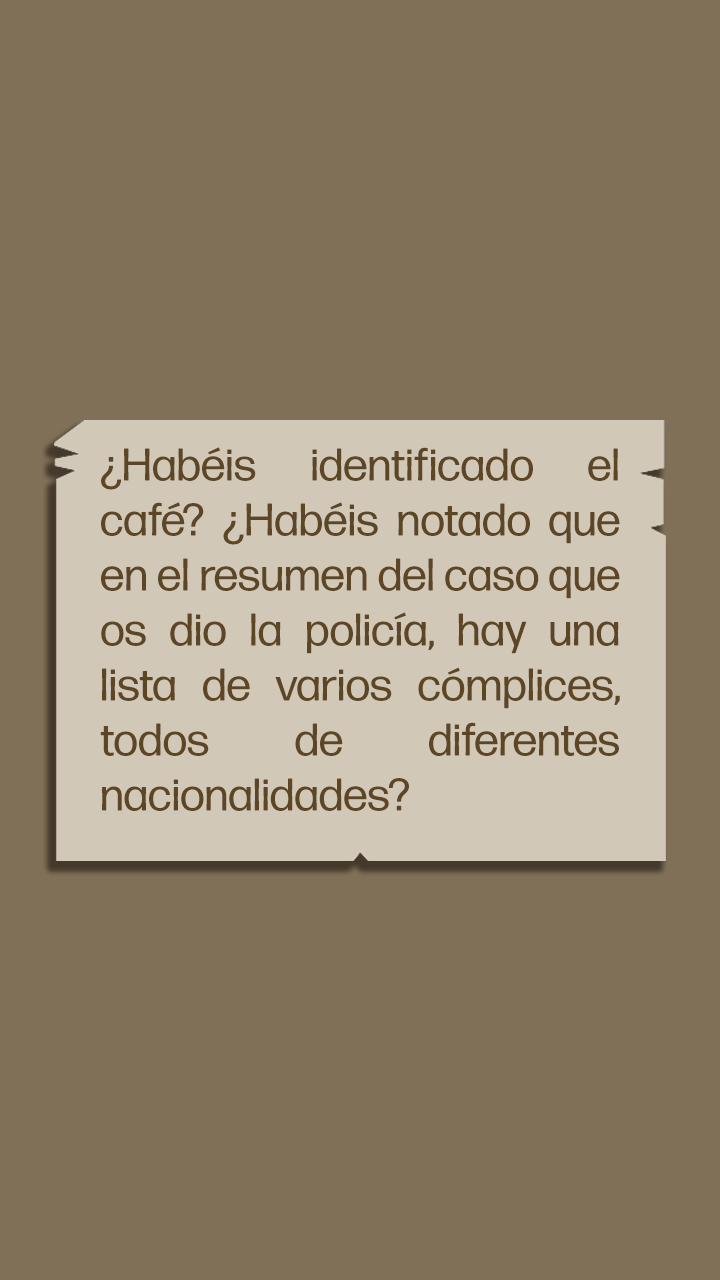 ¿Habéis identificado el
café? ¿Habéis notado que
en el resumen del caso que
os dio la policía, hay una
lista de varios cómplices,
todos de diferentes
nacionalidades?